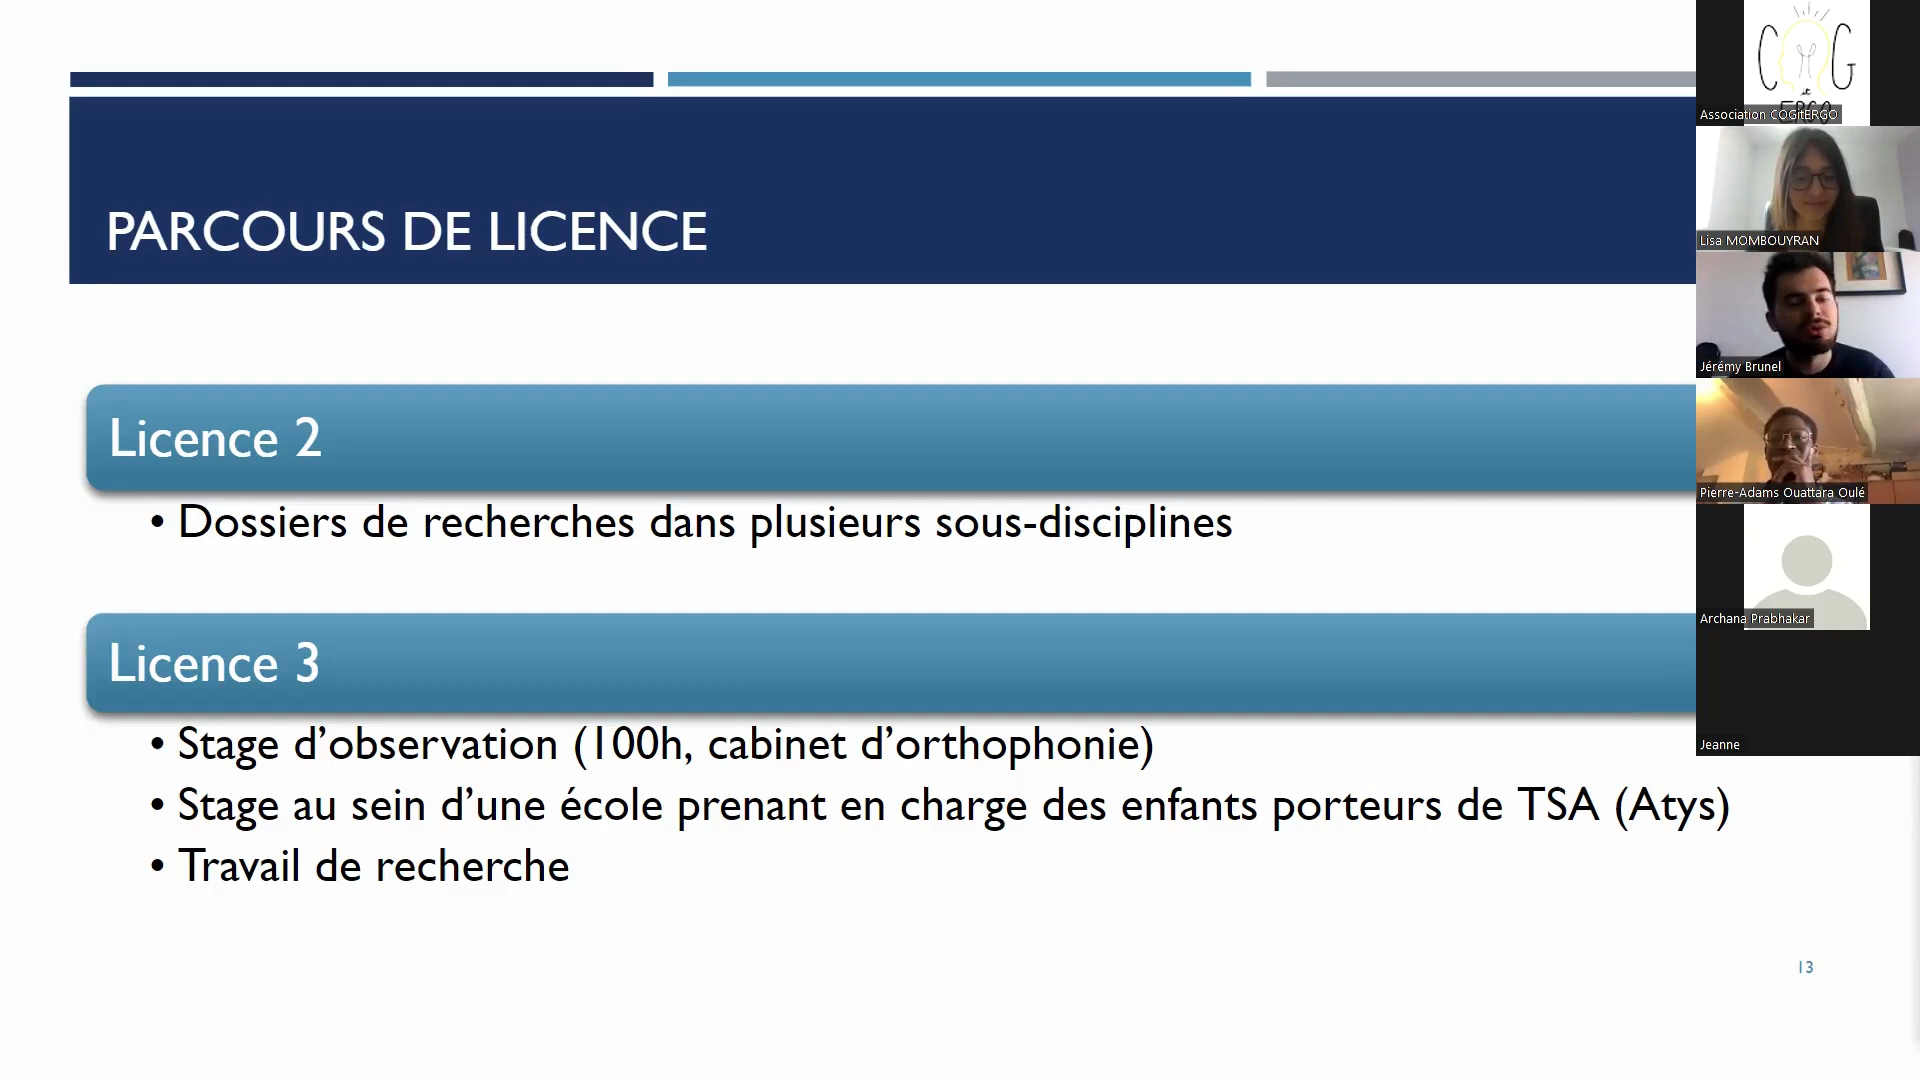 PARCOURS DE LICENCE
Licence 2
• Dossiers de recherches dans plusieurs sous-disciplines
Licence 3
• Stage d’observation (100h, cabinet d’orthophonie)
• Stage au sein d’une école prenant en charge des enfants porteurs de TSA (Atys)
• Travail de recherche
13
C G
it
ERGO
Association COGitERGO
Lisa MOMBOUYRAN
Jérémy Brunel
Pierre-Adams Ouattara Oulé
Archana Prabhakar
Jeanne